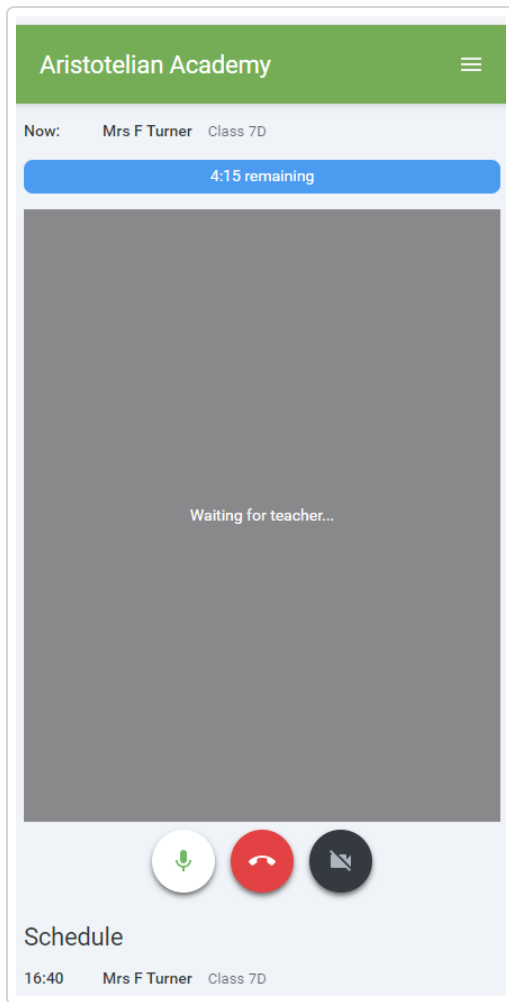 Aristotelian Academy
Now: Mrs F Turner Class 7D
4:15 remaining
Waiting for teacher...
Schedule
16:40 Mrs F Turner Class 7D